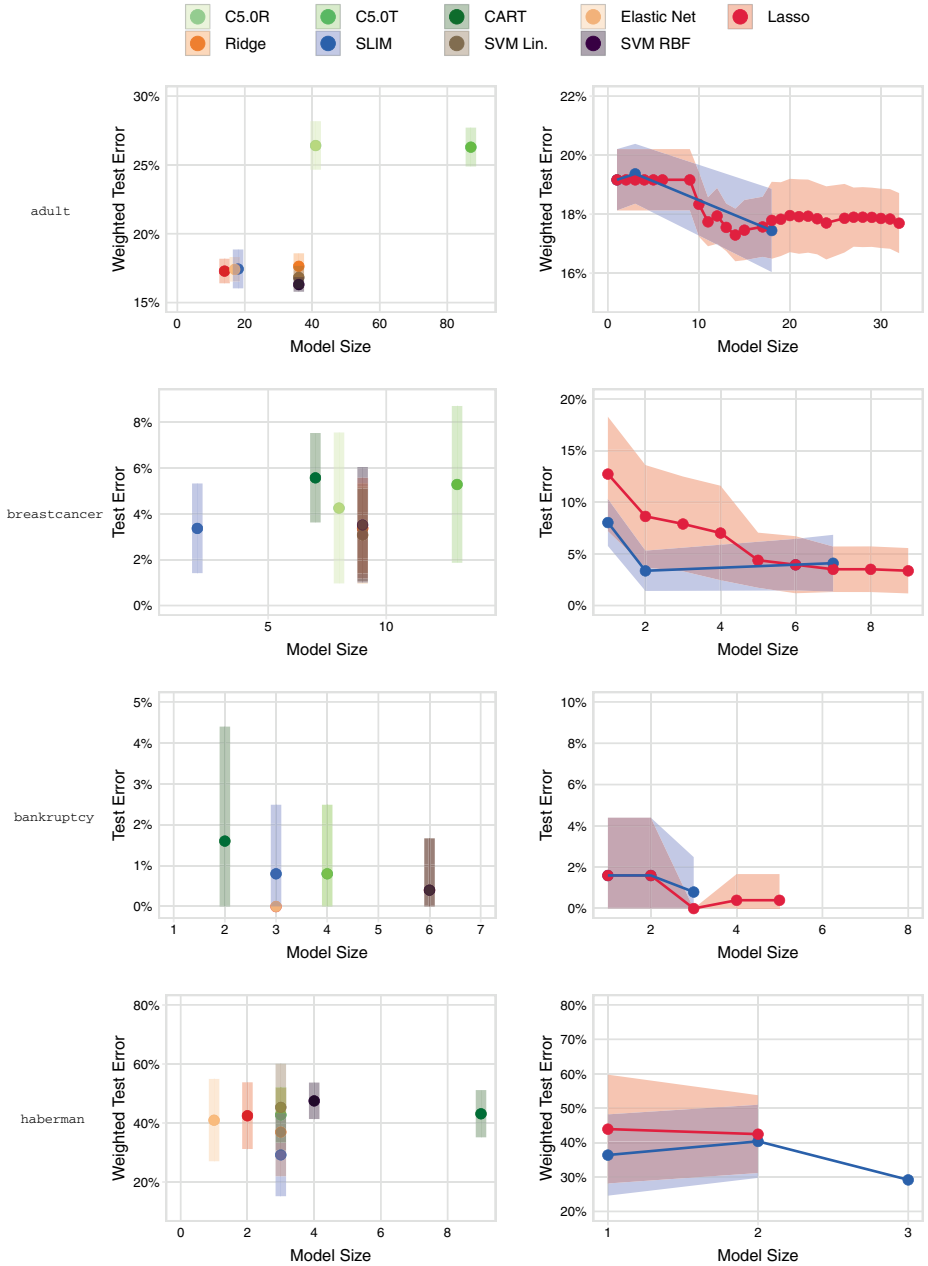 C5.0R C5.0T CART Elastic Net Lasso
Ridge SLIM SVM Lin. SVM RBF
adult
Weighted Test Error
30%
25%
20%
15%
0 20 40 60 80
Model Size
Weighted Test Error
22%
20%
18%
16%
0 10 20 30
Model Size
breastcancer
Test Error
8%
6%
4%
2%
0%
5 10
Model Size
Test Error
20%
15%
10%
5%
0%
2 4 6 8
Model Size
bankruptcy
Test Error
5%
4%
3%
2%
1%
0%
1 2 3 4 5 6 7
Model Size
Test Error
10%
8%
6%
4%
2%
0%
2 4 6 8
Model Size
haberman
Weighted Test Error
80%
60%
40%
20%
0 2 4 6 8
Model Size
Weighted Test Error
80%
70%
60%
50%
40%
30%
20%
1 2 3
Model Size